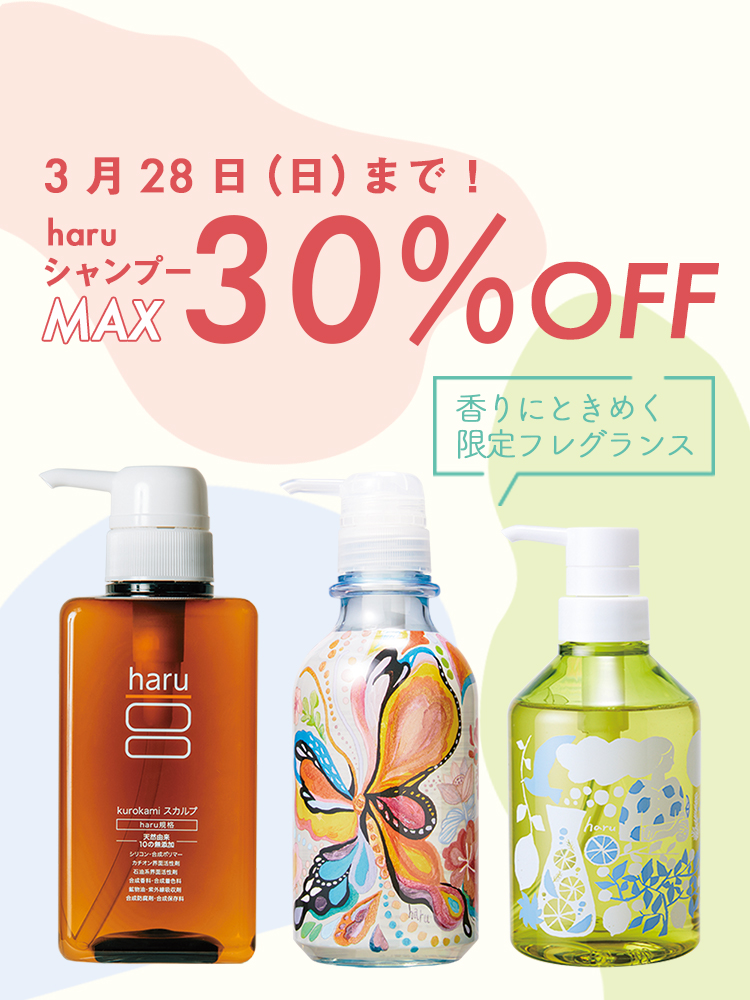 3月28日(日)まで!
haru
シャンプー
MAX
30%OFF
香りにときめく
限定フレグランス
haru
kurokami スカルプ
haru規格
天然由来
10の無添加
シリコン・合成ポリマー
カチオン界面活性剤
石油系界面活性剤
合成香料・合成着色料
鉱物油・紫外線吸収剤
合成防腐剤・合成保存料
haru
haru